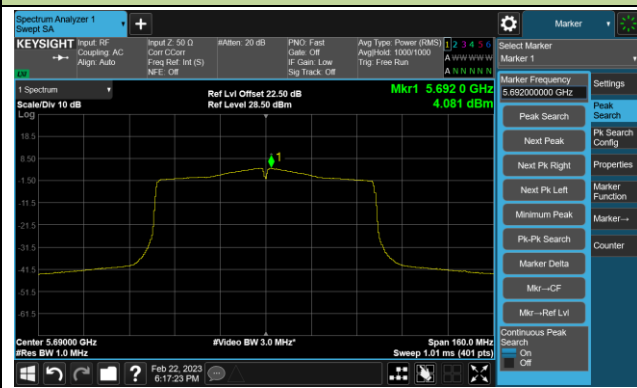 Spectrum Analyzer 1
Swept SA
Marker
KEYSIGHT
Input: RF
Coupling: AC
Align: Auto
Input Z: 50 Ω
Corr CCorr
Freq Ref: Int (S)
NFE: Off
#Atten: 20 dB
PNO: Fast
Gate: Off
IF Gain: Low
Sig Track: Off
Avg Type: Power (RMS)
Avg|Hold: 1000/1000
Trig: Free Run
1 2 3 4 5 6
A W W W W W
A N N N N N
Select Marker
Marker 1
1 Spectrum
Scale/Div 10 dB
Log
Ref Lvl Offset 22.50 dB
Ref Level 28.50 dBm
Mkr1 5.692 0 GHz
4.081 dBm
18.5
8.50
-1.50
-11.5
-21.5
-31.5
-41.5
-51.5
-61.5
1
Center 5.69000 GHz
#Res BW 1.0 MHz
#Video BW 3.0 MHz*
Span 160.0 MHz
Sweep 1.01 ms (401 pts)
Marker Frequency
5.692000000 GHz
Peak Search
Next Peak
Next Pk Right
Next Pk Left
Minimum Peak
Pk-Pk Search
Marker Delta
Mkr→CF
Mkr→Ref Lvl
Continuous Peak
Search
On
Off
Settings
Peak
Search
Pk Search
Config
Properties
Marker
Function
Marker→
Counter
Feb 22, 2023
6:17:23 PM